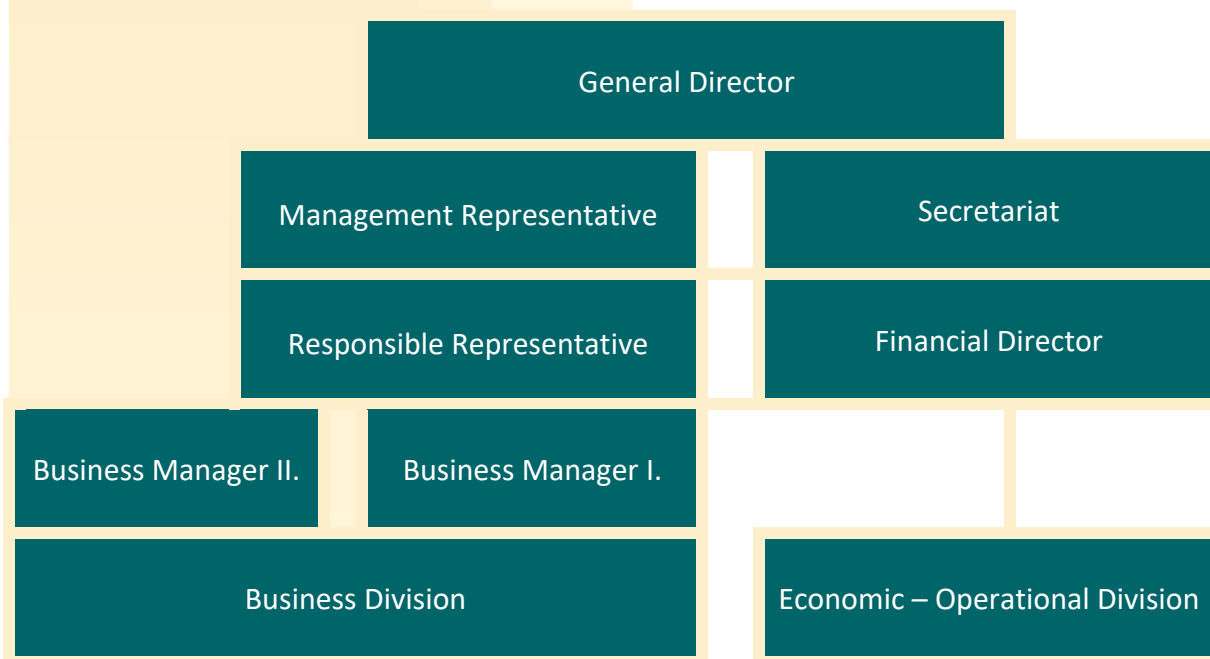 General Director
Management Representative
Secretariat
Responsible Representative
Financial Director
Business Manager II.
Business Manager I.
Business Division
Economic – Operational Division